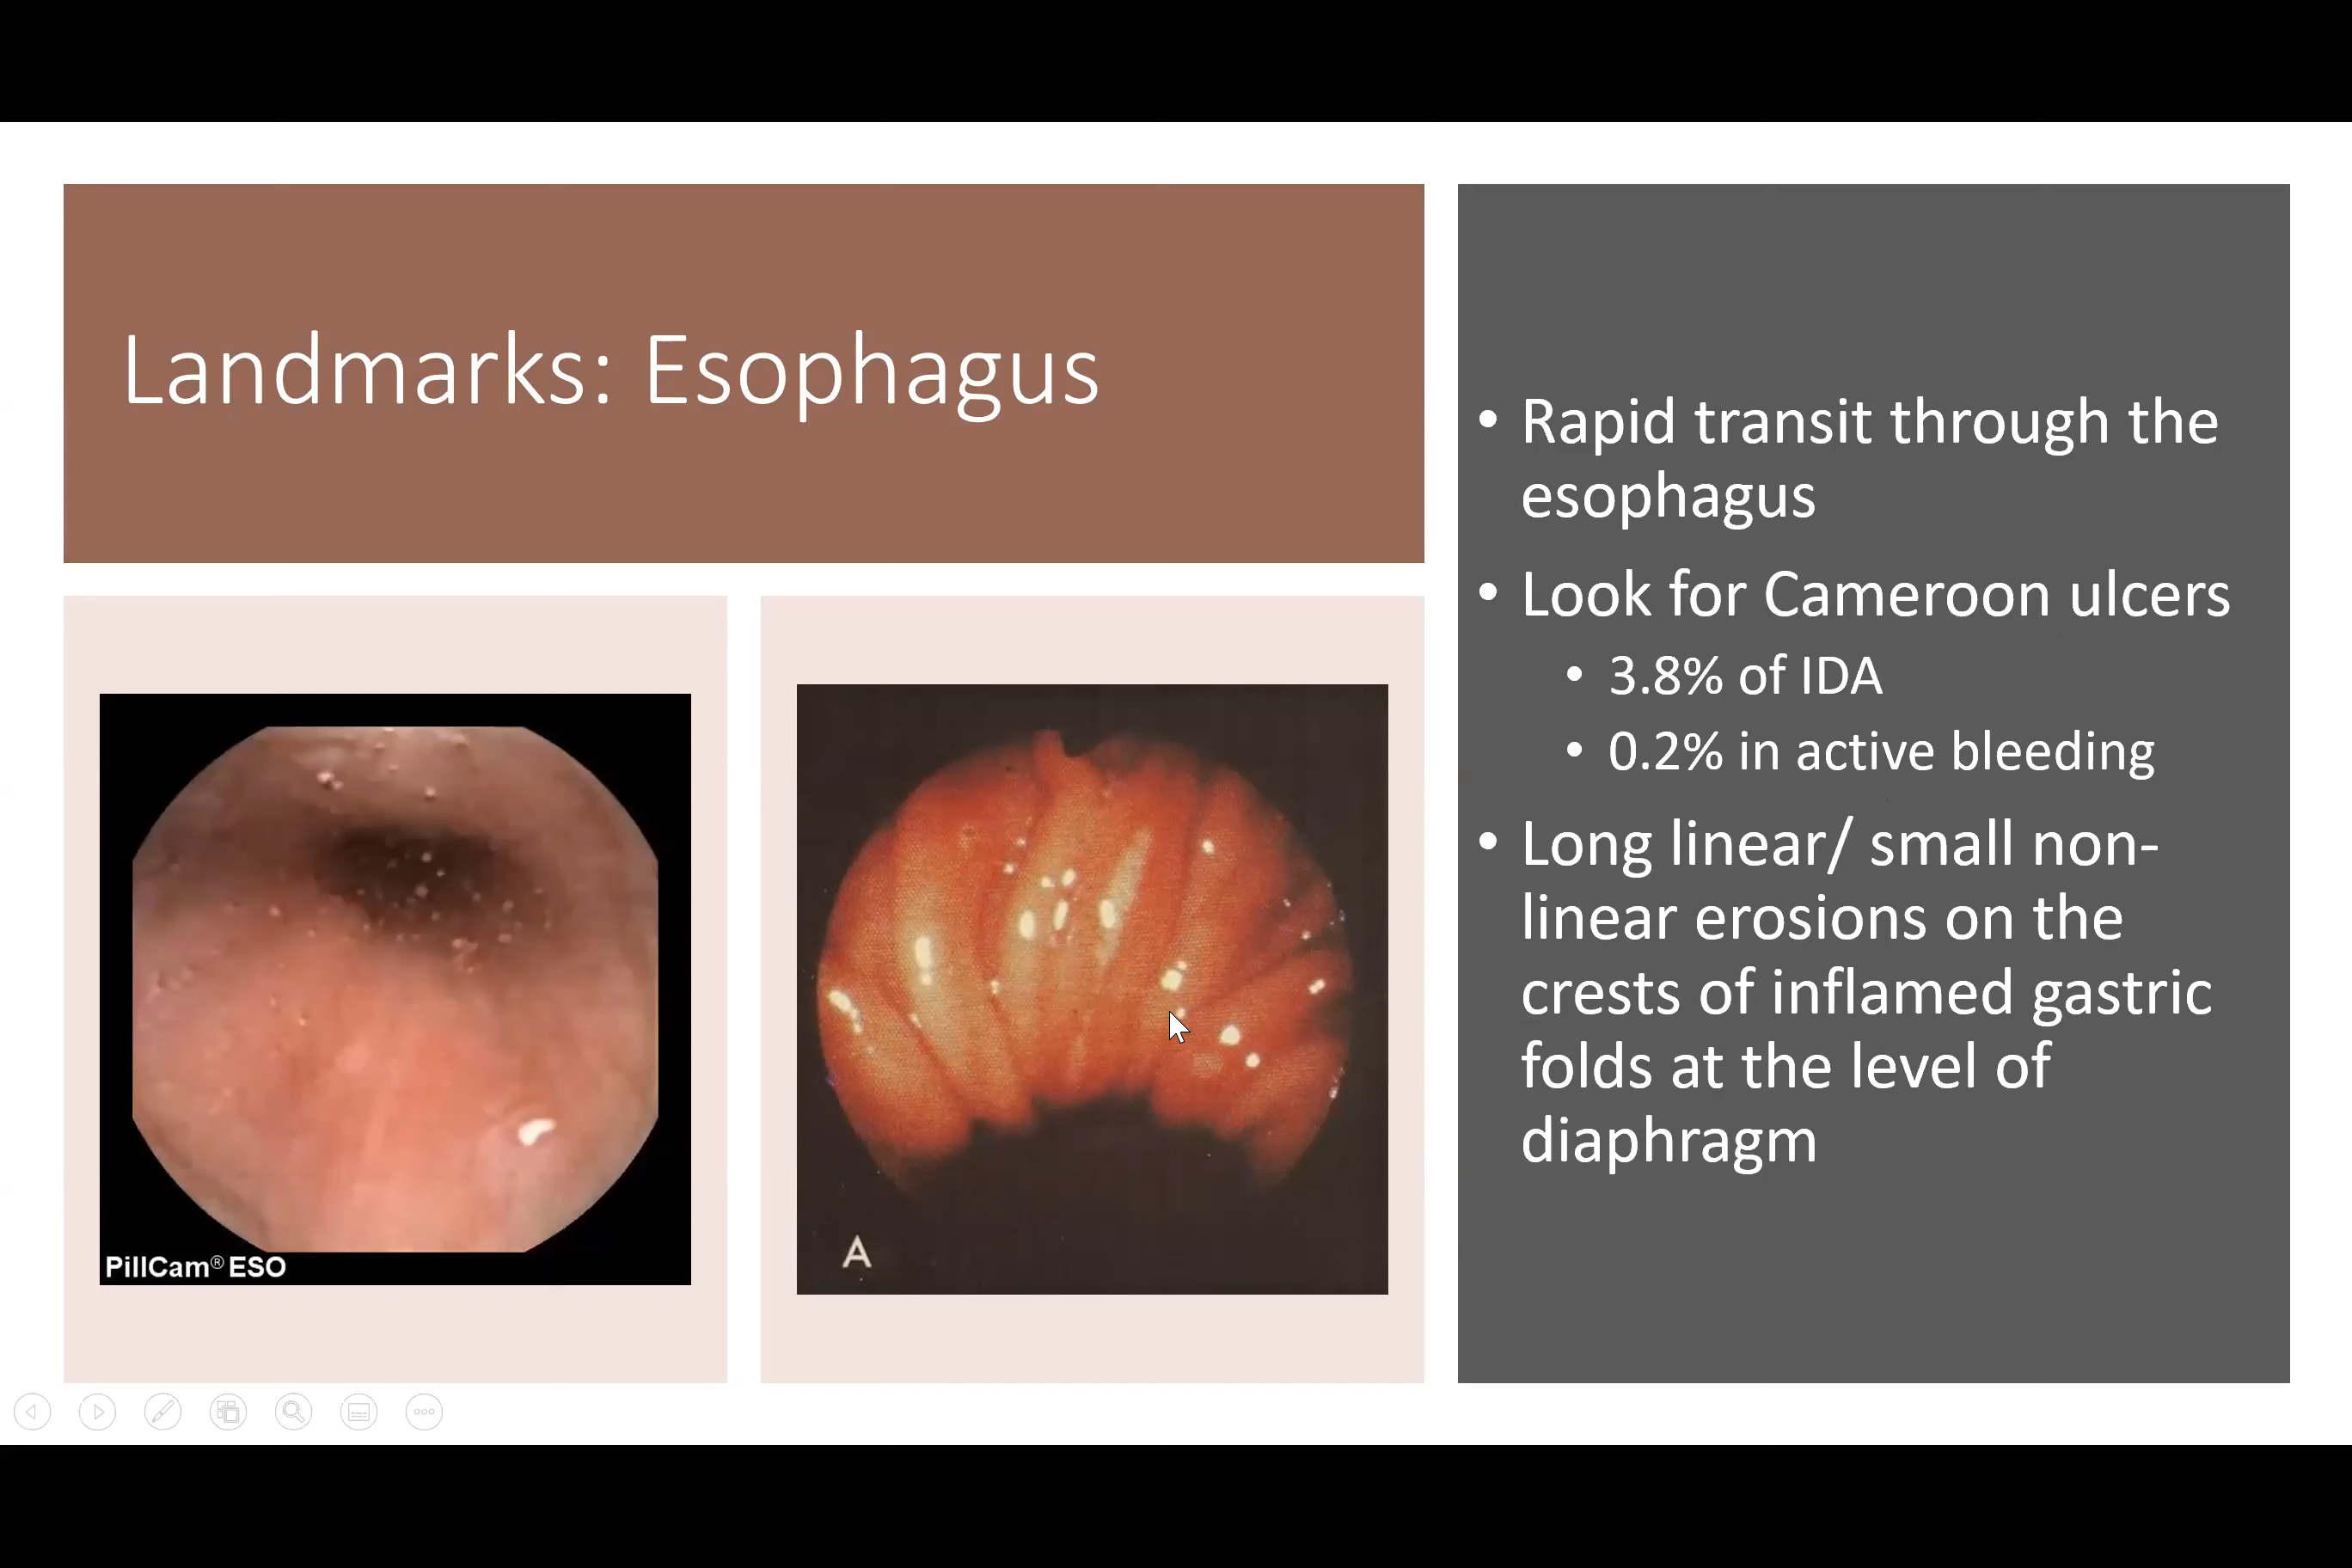 Landmarks: Esophagus
PillCam® ESO
A
• Rapid transit through the
esophagus
• Look for Cameroon ulcers
• 3.8% of IDA
• 0.2% in active bleeding
• Long linear/ small non-
linear erosions on the
crests of inflamed gastric
folds at the level of
diaphragm